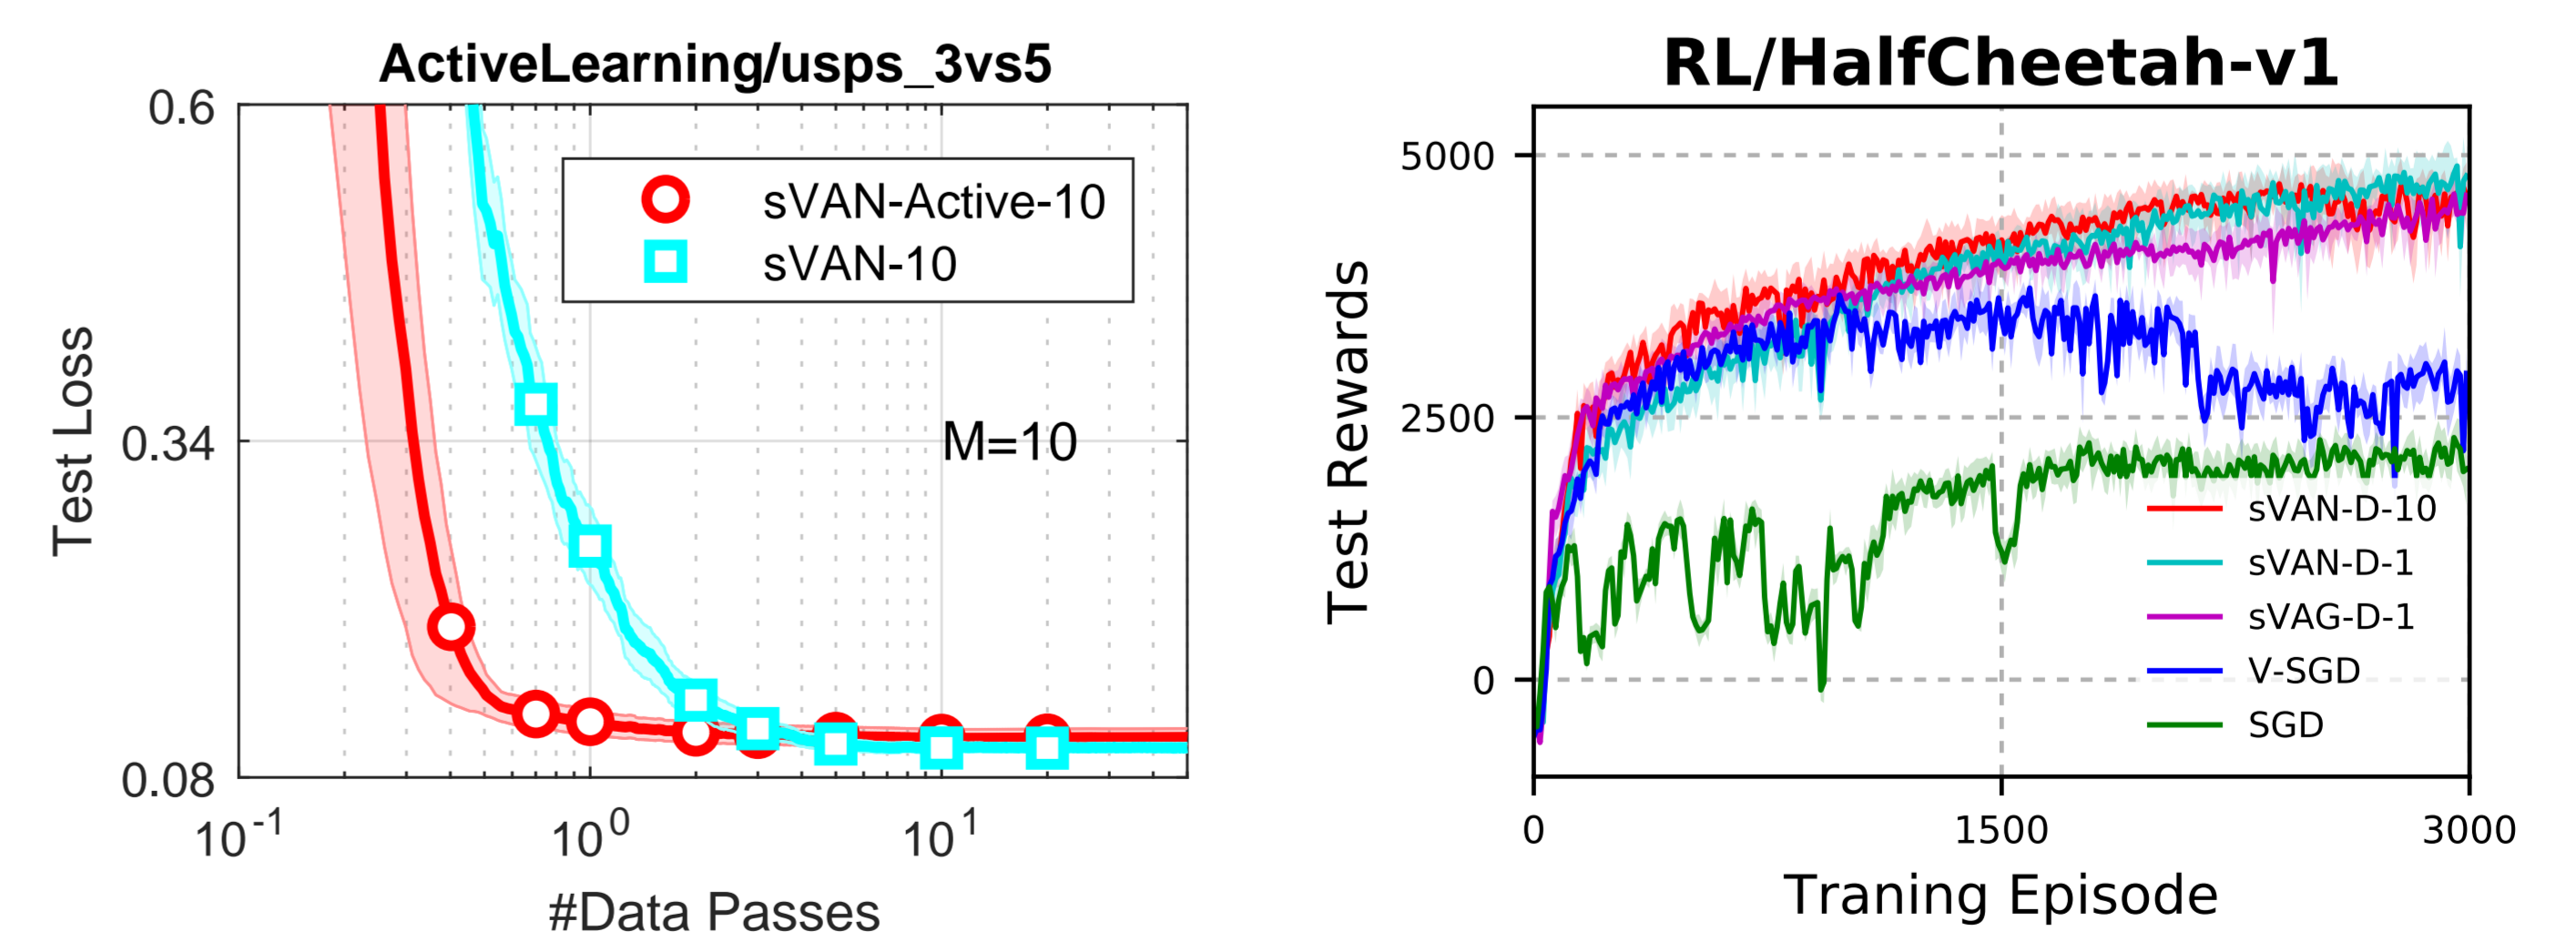 ActiveLearning/usps_3vs5
0.6
0.34
0.08
Test Loss
sVAN-Active-10
sVAN-10
M=10
10^-1
10^0
10^1
#Data Passes
RL/HalfCheetah-v1
5000
2500
0
Test Rewards
sVAN-D-10
sVAN-D-1
sVAG-D-1
V-SGD
SGD
0
1500
3000
Traning Episode